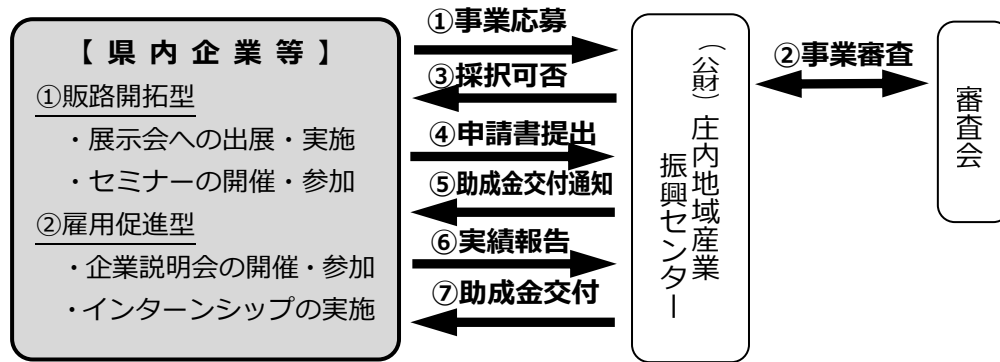 【 県 内 企 業 等 】
①販路開拓型
・展示会への出展・実施
・セミナーの開催・参加
②雇用促進型
・企業説明会の開催・参加
・インターンシップの実施
①事業応募
③採択可否
④申請書提出
⑤助成金交付通知
⑥実績報告
⑦助成金交付
（公財）庄内地域産業
振興センター
②事業審査
審査会